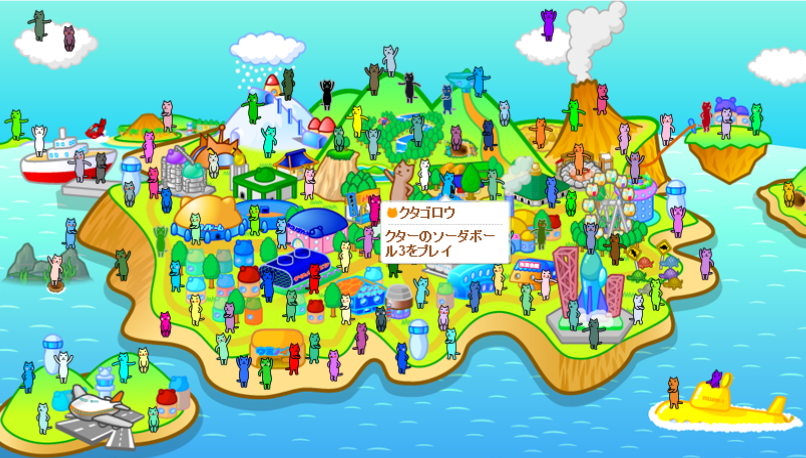 クタゴロウ
クターのソーダボー
ル3をプレイ